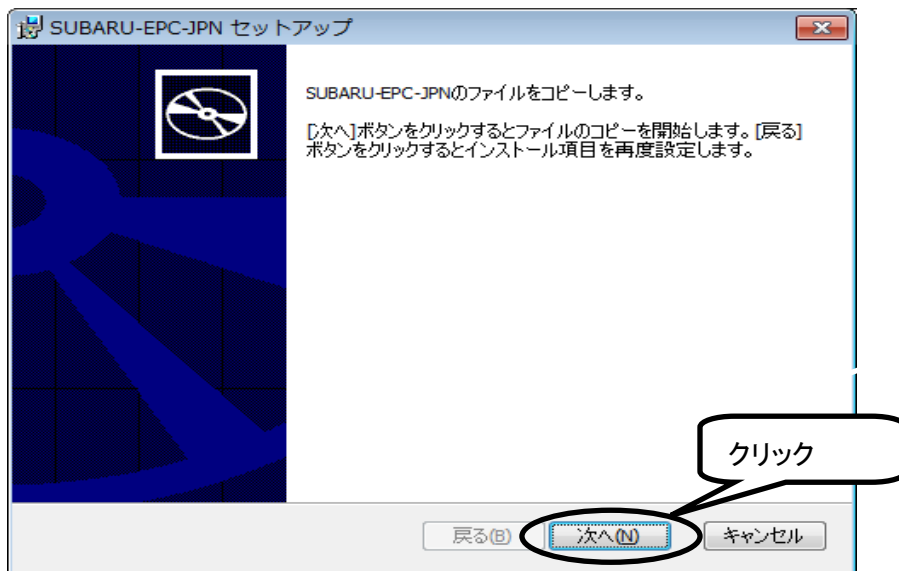 SUBARU-EPC-JPN セットアップ
SUBARU-EPC-JPNのファイルをコピーします。
[次へ]ボタンをクリックするとファイルのコピーを開始します。[戻る]
ボタンをクリックするとインストール項目を再度設定します。
クリック
戻る(B)
次へ(N)
キャンセル